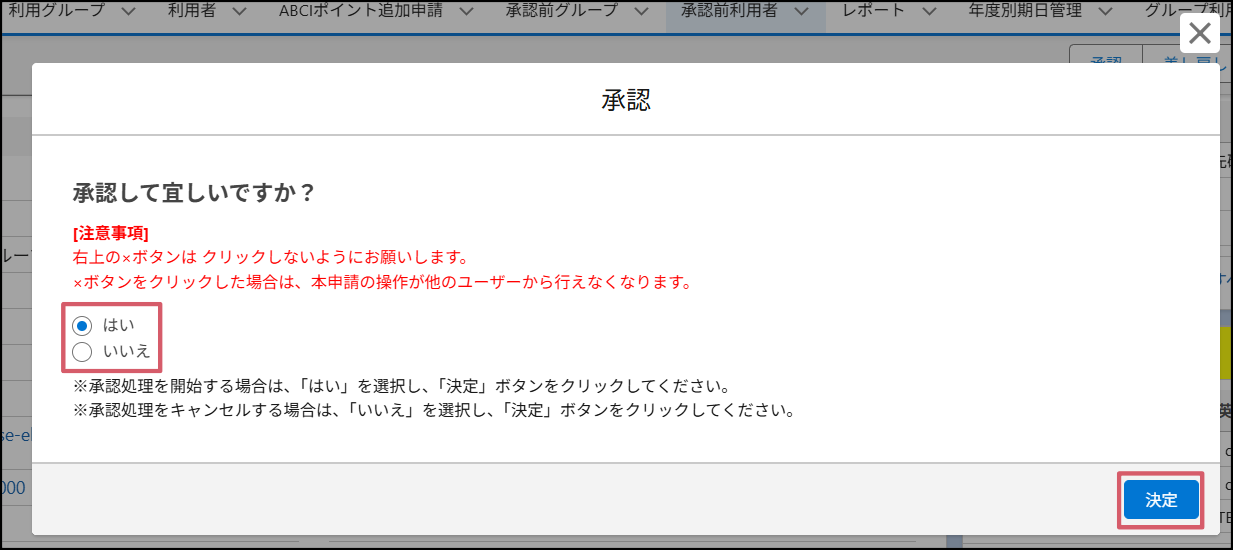 利用グループ 利用者 ABCIポイント追加申請 承認前グループ 承認前利用者 レポート 年度別期日管理 グループ利用
承認 差し戻し
承認
承認して宜しいですか？
[注意事項]
右上の×ボタンは クリックしないようにお願いします。
×ボタンをクリックした場合は、本申請の操作が他のユーザーから行えなくなります。
はい
いいえ
※承認処理を開始する場合は、「はい」を選択し、「決定」ボタンをクリックしてください。
※承認処理をキャンセルする場合は、「いいえ」を選択し、「決定」ボタンをクリックしてください。
se-el
000
決定